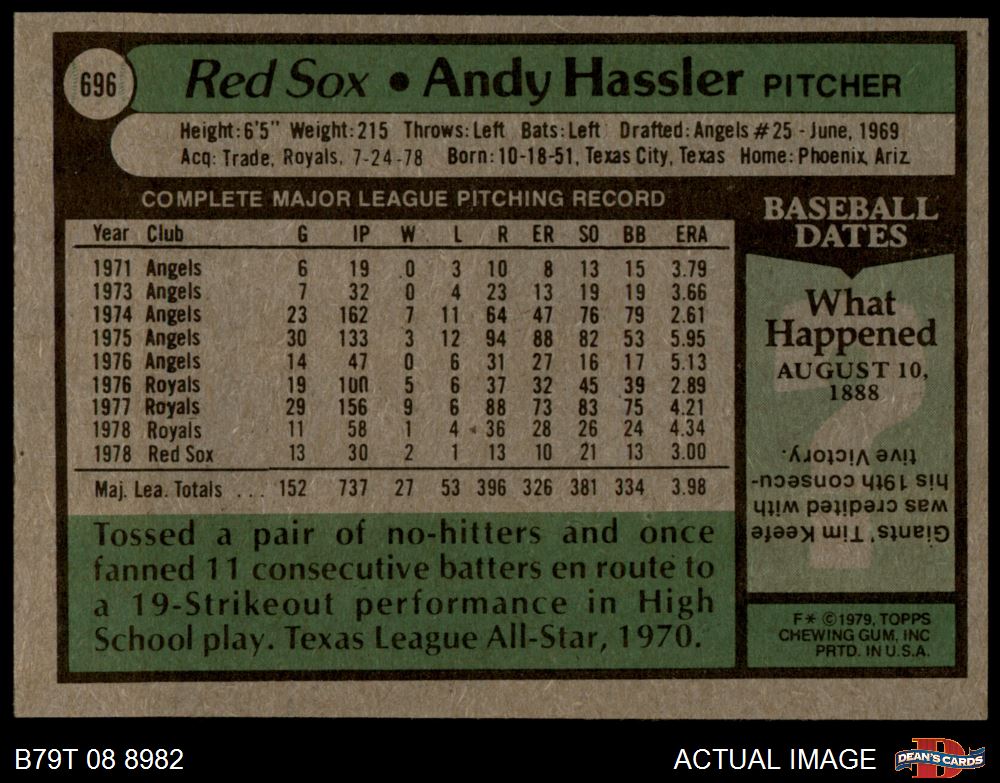 696
Red Sox • Andy Hassler PITCHER
Height: 6'5" Weight: 215 Throws: Left Bats: Left Drafted: Angels #25 - June, 1969
Acq: Trade, Royals, 7-24-78 Born: 10-18-51, Texas City, Texas Home: Phoenix, Ariz.
COMPLETE MAJOR LEAGUE PITCHING RECORD
Year Club G IP W L R ER SO BB ERA
1971 Angels 6 19 0 3 10 8 13 15 3.79
1973 Angels 7 32 0 4 23 13 19 19 3.66
1974 Angels 23 162 7 11 64 47 76 79 2.61
1975 Angels 30 133 3 12 94 88 82 53 5.95
1976 Angels 14 47 0 6 31 27 16 17 5.13
1976 Royals 19 100 5 6 37 32 45 39 2.89
1977 Royals 29 156 9 6 88 73 83 75 4.21
1978 Royals 11 58 1 4 36 28 26 24 4.34
1978 Red Sox 13 30 2 1 13 10 21 13 3.00
Maj. Lea. Totals ... 152 737 27 53 396 326 381 334 3.98
Tossed a pair of no-hitters and once
fanned 11 consecutive batters en route to
a 19-Strikeout performance in High
School play. Texas League All-Star, 1970.
BASEBALL
DATES
What
Happened
AUGUST 10,
1888
Giants' Tim Keefe
was credited with
his 19th consecu-
tive Victory.
F* ©1979, TOPPS
CHEWING GUM, INC
PRTD. IN U.S.A.
B79T 08 8982
ACTUAL IMAGE
D
DEAN'S CARDS